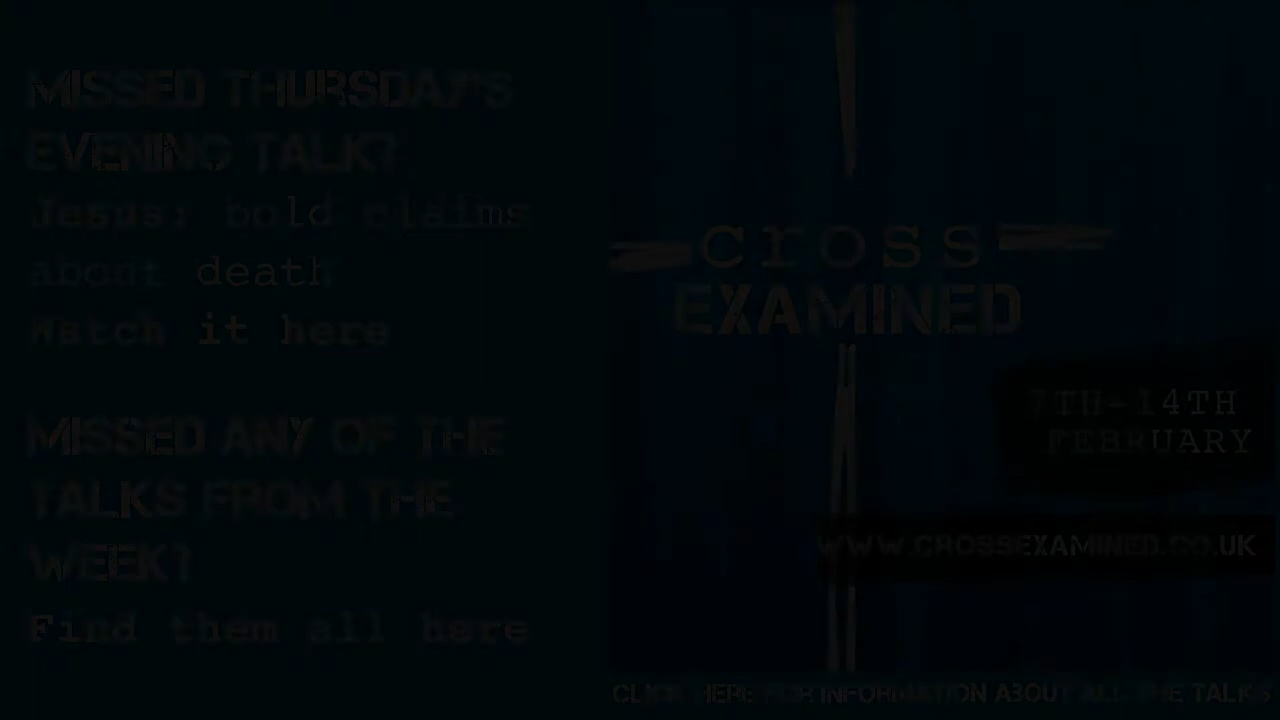 MISSED THURSDAY'S
EVENING TALK?
Jesus: bold claims
about death
Watch it here
MISSED ANY OF THE
TALKS FROM THE
WEEK?
Find them all here
cross
EXAMINED
7TH-14TH
FEBRUARY
WWW.CROSSEXAMINED.CO.UK
CLICK HERE FOR INFORMATION ABOUT ALL THE TALKS